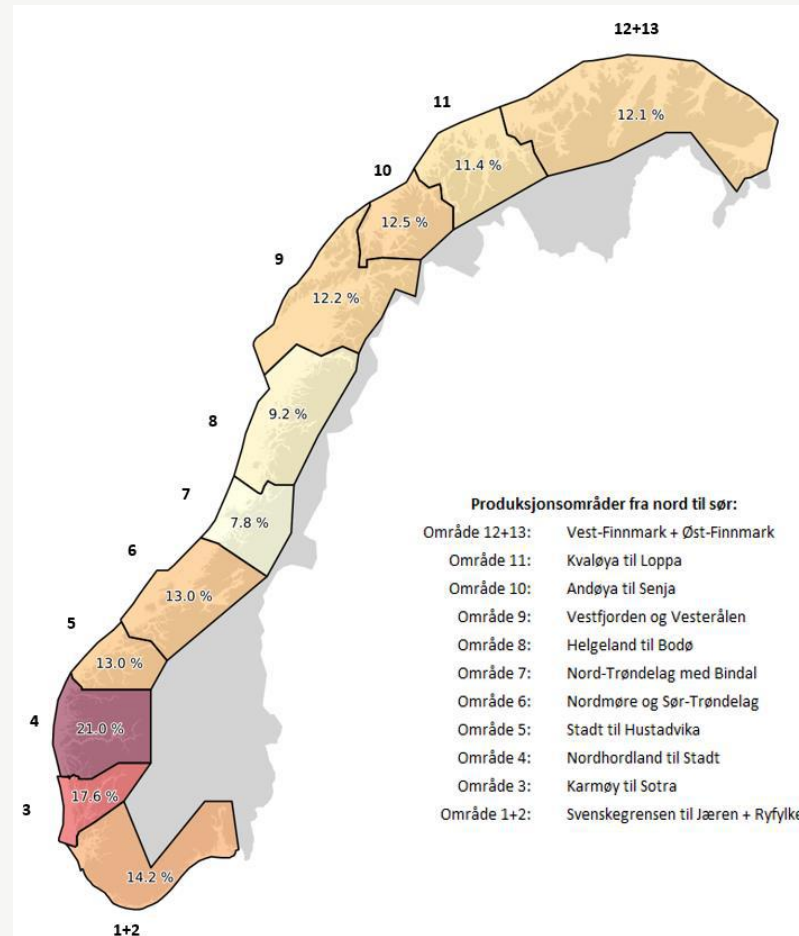 12+13
12.1 %
11
11.4 %
10
12.5 %
9
12.2 %
8
9.2 %
7
7.8 %
6
13.0 %
5
13.0 %
4
21.0 %
3
17.6 %
14.2 %
1+2
Produksjonsområder fra nord til sør:
Område 12+13: Vest-Finnmark + Øst-Finnmark
Område 11: Kvaløya til Loppa
Område 10: Andøya til Senja
Område 9: Vestfjorden og Vesterålen
Område 8: Helgeland til Bodø
Område 7: Nord-Trøndelag med Bindal
Område 6: Nordmøre og Sør-Trøndelag
Område 5: Stadt til Hustadvika
Område 4: Nordhordland til Stadt
Område 3: Karmøy til Sotra
Område 1+2: Svenskegrensen til Jæren + Ryfylke